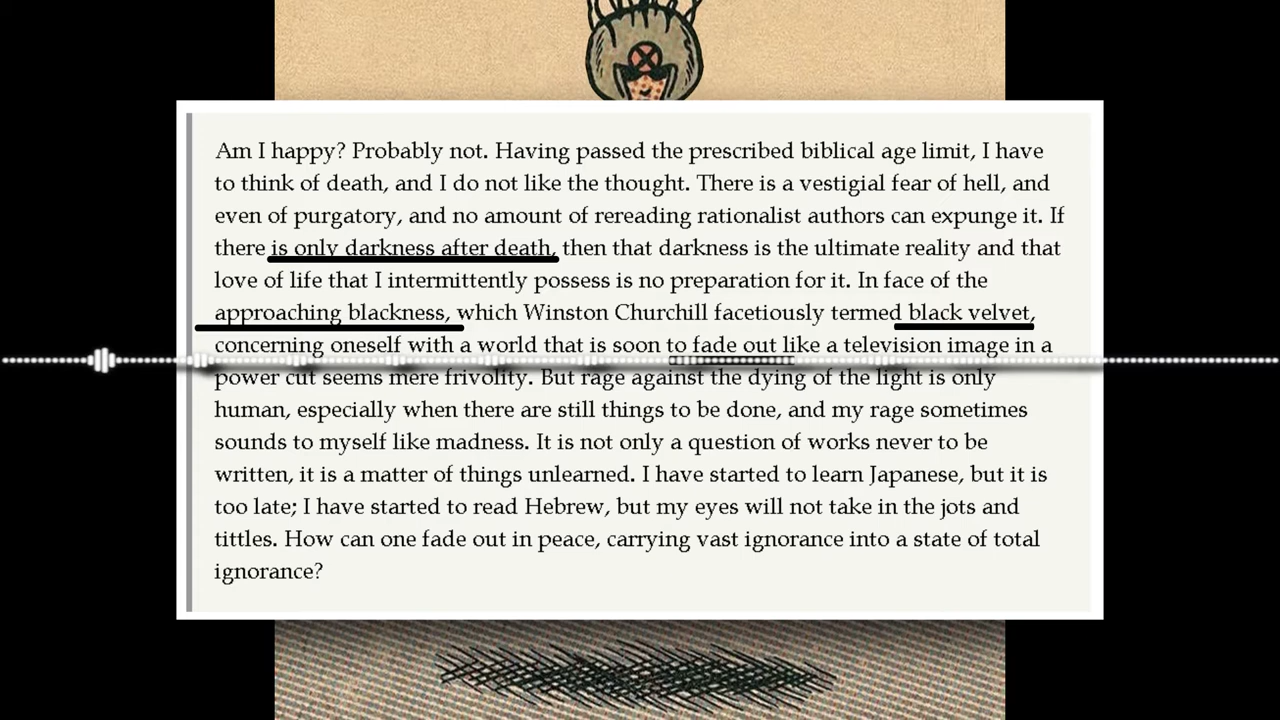 Am I happy? Probably not. Having passed the prescribed biblical age limit, I have
to think of death, and I do not like the thought. There is a vestigial fear of hell, and
even of purgatory, and no amount of rereading rationalist authors can expunge it. If
there is only darkness after death, then that darkness is the ultimate reality and that
love of life that I intermittently possess is no preparation for it. In face of the
approaching blackness, which Winston Churchill facetiously termed black velvet,
concerning oneself with a world that is soon to fade out like a television image in a
power cut seems mere frivolity. But rage against the dying of the light is only
human, especially when there are still things to be done, and my rage sometimes
sounds to myself like madness. It is not only a question of works never to be
written, it is a matter of things unlearned. I have started to learn Japanese, but it is
too late; I have started to read Hebrew, but my eyes will not take in the jots and
tittles. How can one fade out in peace, carrying vast ignorance into a state of total
ignorance?